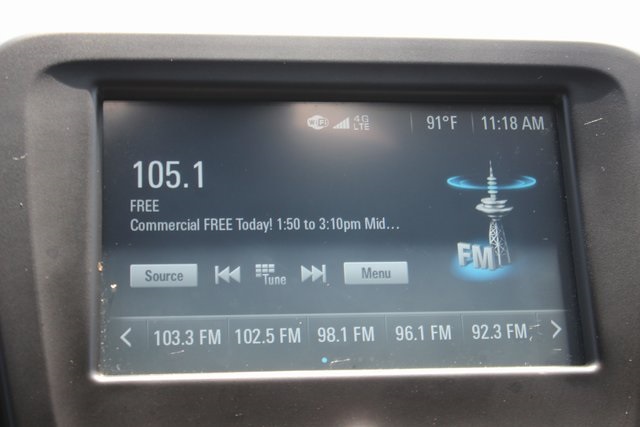 WiFi 4G LTE 91°F 11:18 AM
105.1
FREE
Commercial FREE Today! 1:50 to 3:10pm Mid...
FM
Source Tune Menu
103.3 FM 102.5 FM 98.1 FM 96.1 FM 92.3 FM